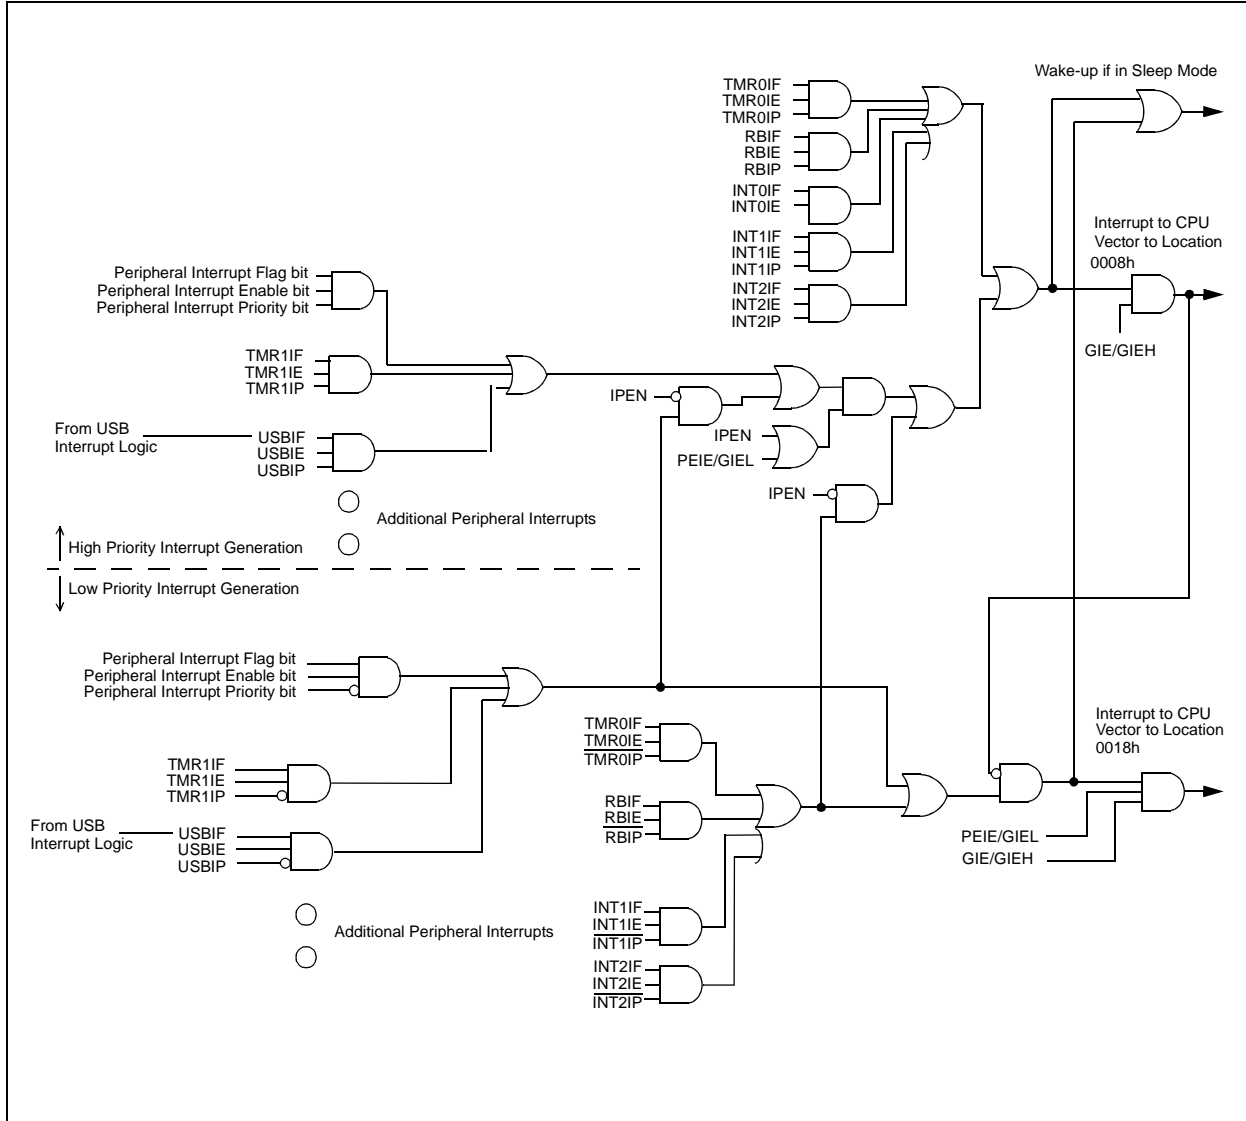 Wake-up if in Sleep Mode
TMR0IF
TMR0IE
TMR0IP
RBIF
RBIE
RBIP
INT0IF
INT0IE
INT1IF
INT1IE
INT1IP
INT2IF
INT2IE
INT2IP
Interrupt to CPU
Vector to Location
0008h
GIE/GIEH
Peripheral Interrupt Flag bit
Peripheral Interrupt Enable bit
Peripheral Interrupt Priority bit
TMR1IF
TMR1IE
TMR1IP
From USB
Interrupt Logic
USBIF
USBIE
USBIP
IPEN
IPEN
PEIE/GIEL
IPEN
Additional Peripheral Interrupts
High Priority Interrupt Generation
Low Priority Interrupt Generation
Peripheral Interrupt Flag bit
Peripheral Interrupt Enable bit
Peripheral Interrupt Priority bit
TMR1IF
TMR1IE
TMR1IP
From USB
Interrupt Logic
USBIF
USBIE
USBIP
Additional Peripheral Interrupts
TMR0IF
TMR0IE
TMR0IP
RBIF
RBIE
RBIP
INT1IF
INT1IE
INT1IP
INT2IF
INT2IE
INT2IP
Interrupt to CPU
Vector to Location
0018h
PEIE/GIEL
GIE/GIEH